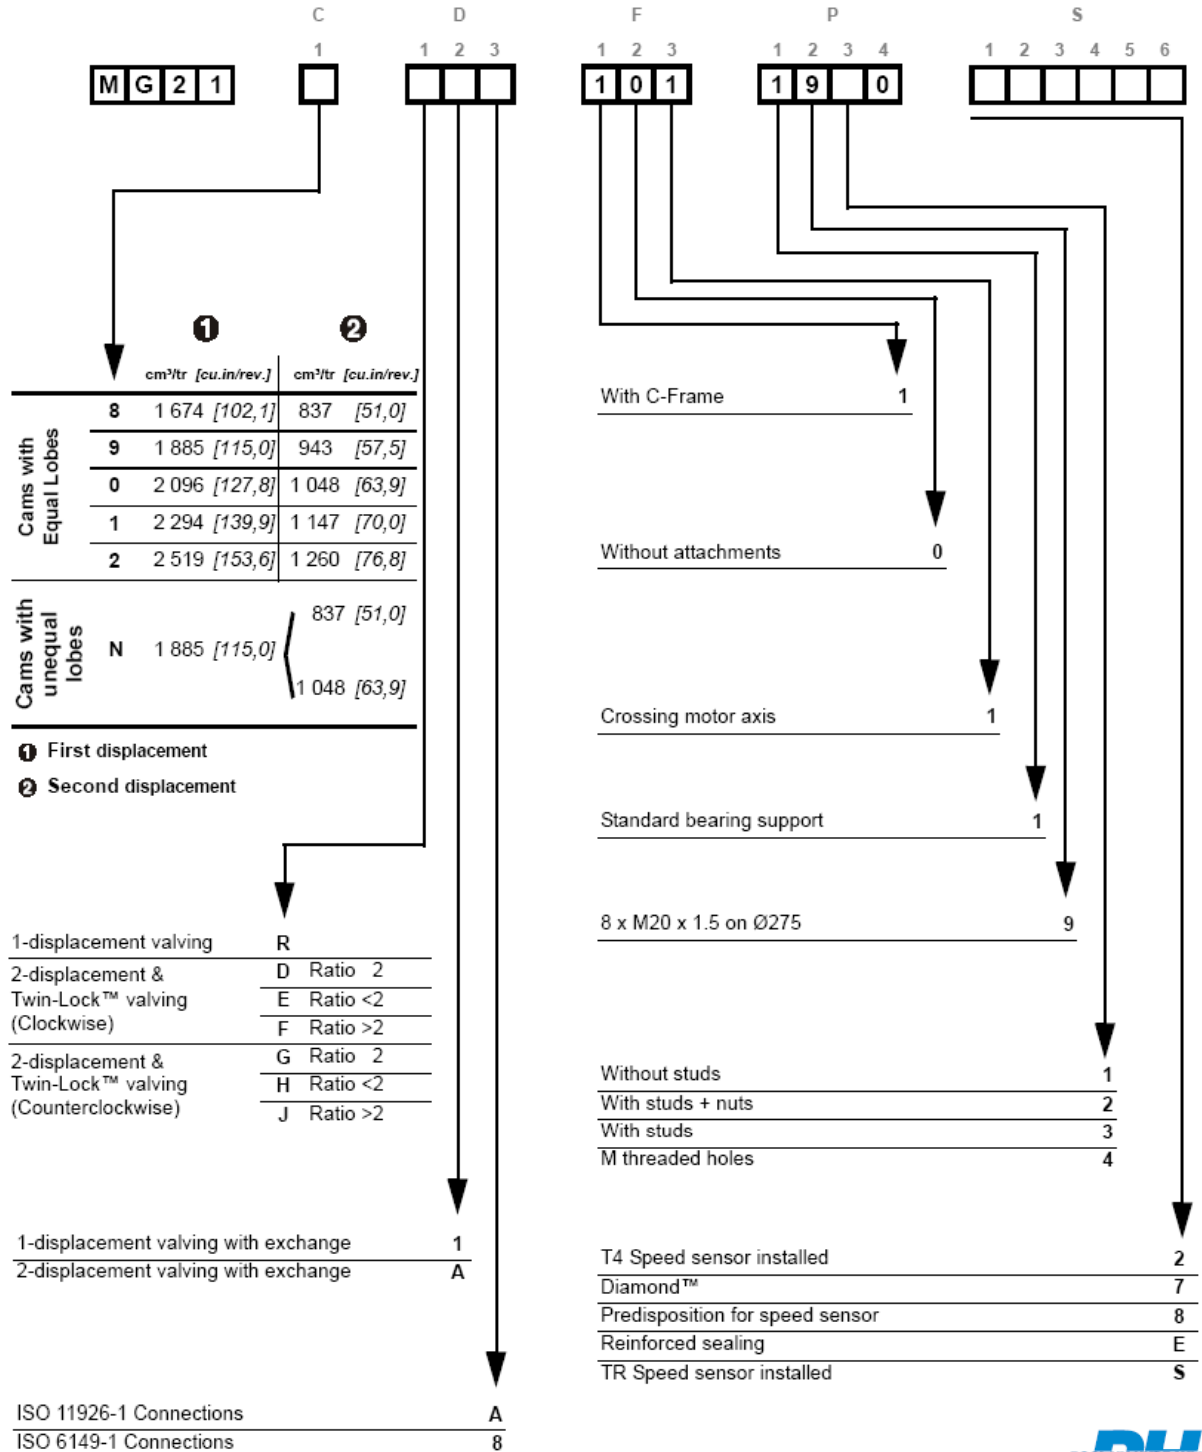 C D F P S
1 1 2 3 1 2 3 1 2 3 4 1 2 3 4 5 6
M G 2 1 1 0 1 1 9 0
❶ ❷
cm³/tr [cu.in/rev.] cm³/tr [cu.in/rev.]
Cams with Equal Lobes
8 1 674 [102,1] 837 [51,0]
9 1 885 [115,0] 943 [57,5]
0 2 096 [127,8] 1 048 [63,9]
1 2 294 [139,9] 1 147 [70,0]
2 2 519 [153,6] 1 260 [76,8]
Cams with unequal lobes
837 [51,0]
N 1 885 [115,0]
1 048 [63,9]
❶ First displacement
❷ Second displacement
1-displacement valving R
2-displacement & D Ratio 2
Twin-Lock™ valving E Ratio <2
(Clockwise) F Ratio >2
2-displacement & G Ratio 2
Twin-Lock™ valving H Ratio <2
(Counterclockwise) J Ratio >2
1-displacement valving with exchange 1
2-displacement valving with exchange A
ISO 11926-1 Connections A
ISO 6149-1 Connections 8
With C-Frame 1
Without attachments 0
Crossing motor axis 1
Standard bearing support 1
8 x M20 x 1.5 on Ø275 9
Without studs 1
With studs + nuts 2
With studs 3
M threaded holes 4
T4 Speed sensor installed 2
Diamond™ 7
Predisposition for speed sensor 8
Reinforced sealing E
TR Speed sensor installed S